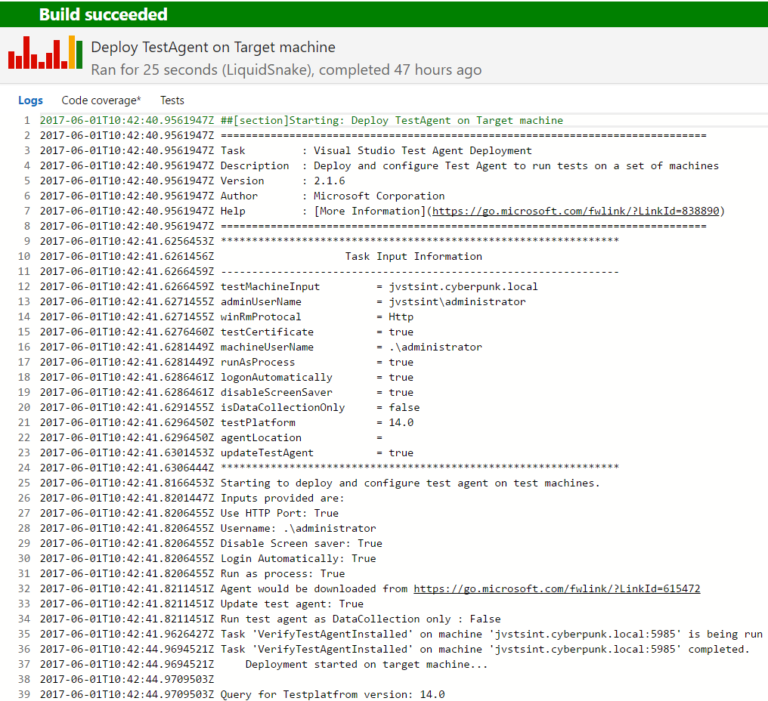 Build succeeded
Deploy TestAgent on Target machine
Ran for 25 seconds (LiquidSnake), completed 47 hours ago
Logs Code coverage* Tests
1 2017-06-01T10:42:40.9561947Z ##[section]Starting: Deploy TestAgent on Target machine
2 2017-06-01T10:42:40.9561947Z ==============================================================================
3 2017-06-01T10:42:40.9561947Z Task : Visual Studio Test Agent Deployment
4 2017-06-01T10:42:40.9561947Z Description : Deploy and configure Test Agent to run tests on a set of machines
5 2017-06-01T10:42:40.9561947Z Version : 2.1.6
6 2017-06-01T10:42:40.9561947Z Author : Microsoft Corporation
7 2017-06-01T10:42:40.9561947Z Help : [More Information](https://go.microsoft.com/fwlink/?LinkId=838890)
8 2017-06-01T10:42:40.9561947Z ==============================================================================
9 2017-06-01T10:42:41.6256453Z ****************************************************************
10 2017-06-01T10:42:41.6261456Z Task Input Information
11 2017-06-01T10:42:41.6266459Z ----------------------------------------------------------------
12 2017-06-01T10:42:41.6266459Z testMachineInput = jvstsint.cyberpunk.local
13 2017-06-01T10:42:41.6271455Z adminUserName = jvstsint\administrator
14 2017-06-01T10:42:41.6271455Z winRmProtocal = Http
15 2017-06-01T10:42:41.6276460Z testCertificate = true
16 2017-06-01T10:42:41.6281449Z machineUserName = .\administrator
17 2017-06-01T10:42:41.6281449Z runAsProcess = true
18 2017-06-01T10:42:41.6286461Z logonAutomatically = true
19 2017-06-01T10:42:41.6286461Z disableScreenSaver = true
20 2017-06-01T10:42:41.6291455Z isDataCollectionOnly = false
21 2017-06-01T10:42:41.6296450Z testPlatform = 14.0
22 2017-06-01T10:42:41.6296450Z agentLocation =
23 2017-06-01T10:42:41.6301453Z updateTestAgent = true
24 2017-06-01T10:42:41.6306444Z ****************************************************************
25 2017-06-01T10:42:41.8166453Z Starting to deploy and configure test agent on test machines.
26 2017-06-01T10:42:41.8201447Z Inputs provided are:
27 2017-06-01T10:42:41.8206455Z Use HTTP Port: True
28 2017-06-01T10:42:41.8206455Z Username: .\administrator
29 2017-06-01T10:42:41.8206455Z Disable Screen saver: True
30 2017-06-01T10:42:41.8206455Z Login Automatically: True
31 2017-06-01T10:42:41.8206455Z Run as process: True
32 2017-06-01T10:42:41.8211451Z Agent would be downloaded from https://go.microsoft.com/fwlink/?LinkId=615472
33 2017-06-01T10:42:41.8211451Z Update test agent: True
34 2017-06-01T10:42:41.8211451Z Run test agent as DataCollection only : False
35 2017-06-01T10:42:41.9626427Z Task 'VerifyTestAgentInstalled' on machine 'jvstsint.cyberpunk.local:5985' is being run
36 2017-06-01T10:42:44.9694521Z Task 'VerifyTestAgentInstalled' on machine 'jvstsint.cyberpunk.local:5985' completed.
37 2017-06-01T10:42:44.9694521Z Deployment started on target machine...
38 2017-06-01T10:42:44.9709503Z
39 2017-06-01T10:42:44.9709503Z Query for Testplatfrom version: 14.0